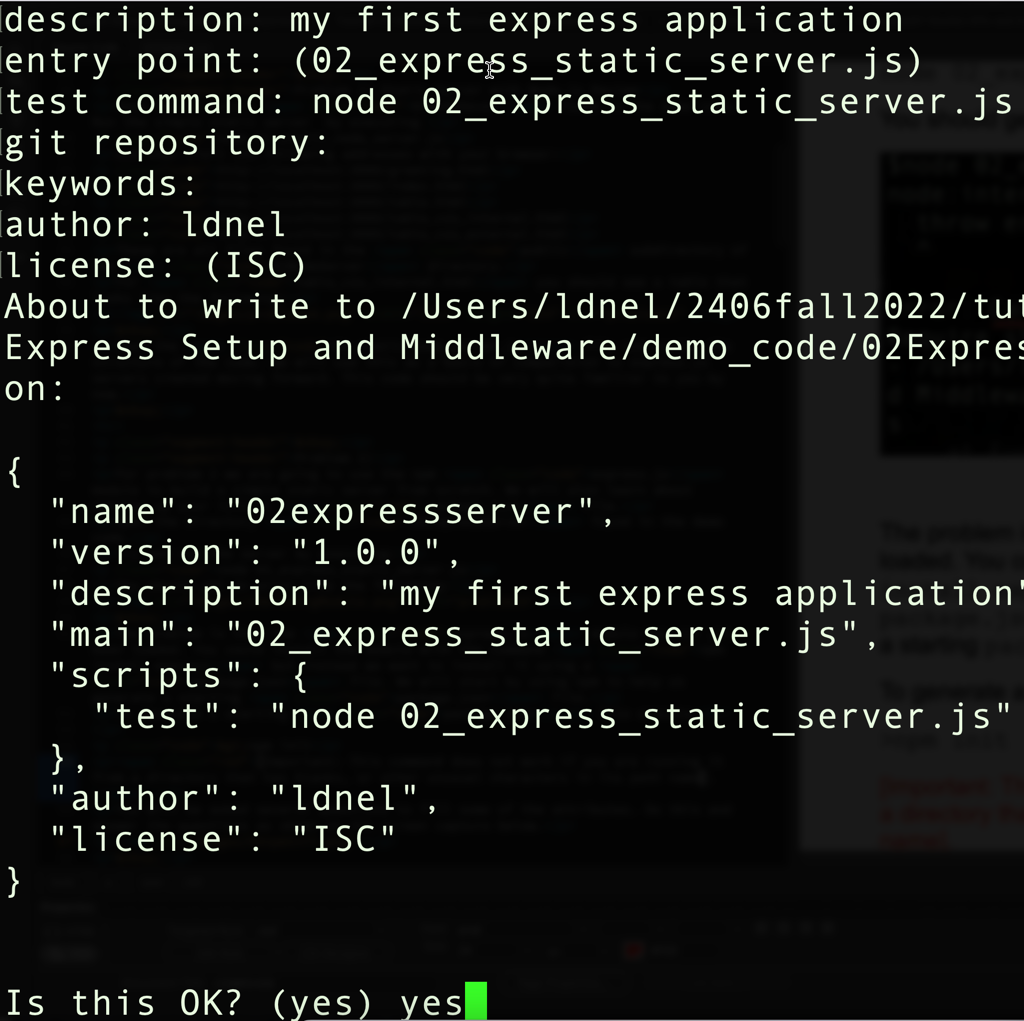 description: my first express application
entry point: (02_express_static_server.js)
test command: node 02_express_static_server.js
git repository:
keywords:
author: ldnel
license: (ISC)
About to write to /Users/ldnel/2406fall2022/tut
Express Setup and Middleware/demo_code/02Expres
on:
{
"name": "02expressserver",
"version": "1.0.0",
"description": "my first express application"
"main": "02_express_static_server.js",
"scripts": {
"test": "node 02_express_static_server.js"
},
"author": "ldnel",
"license": "ISC"
}
Is this OK? (yes) yes